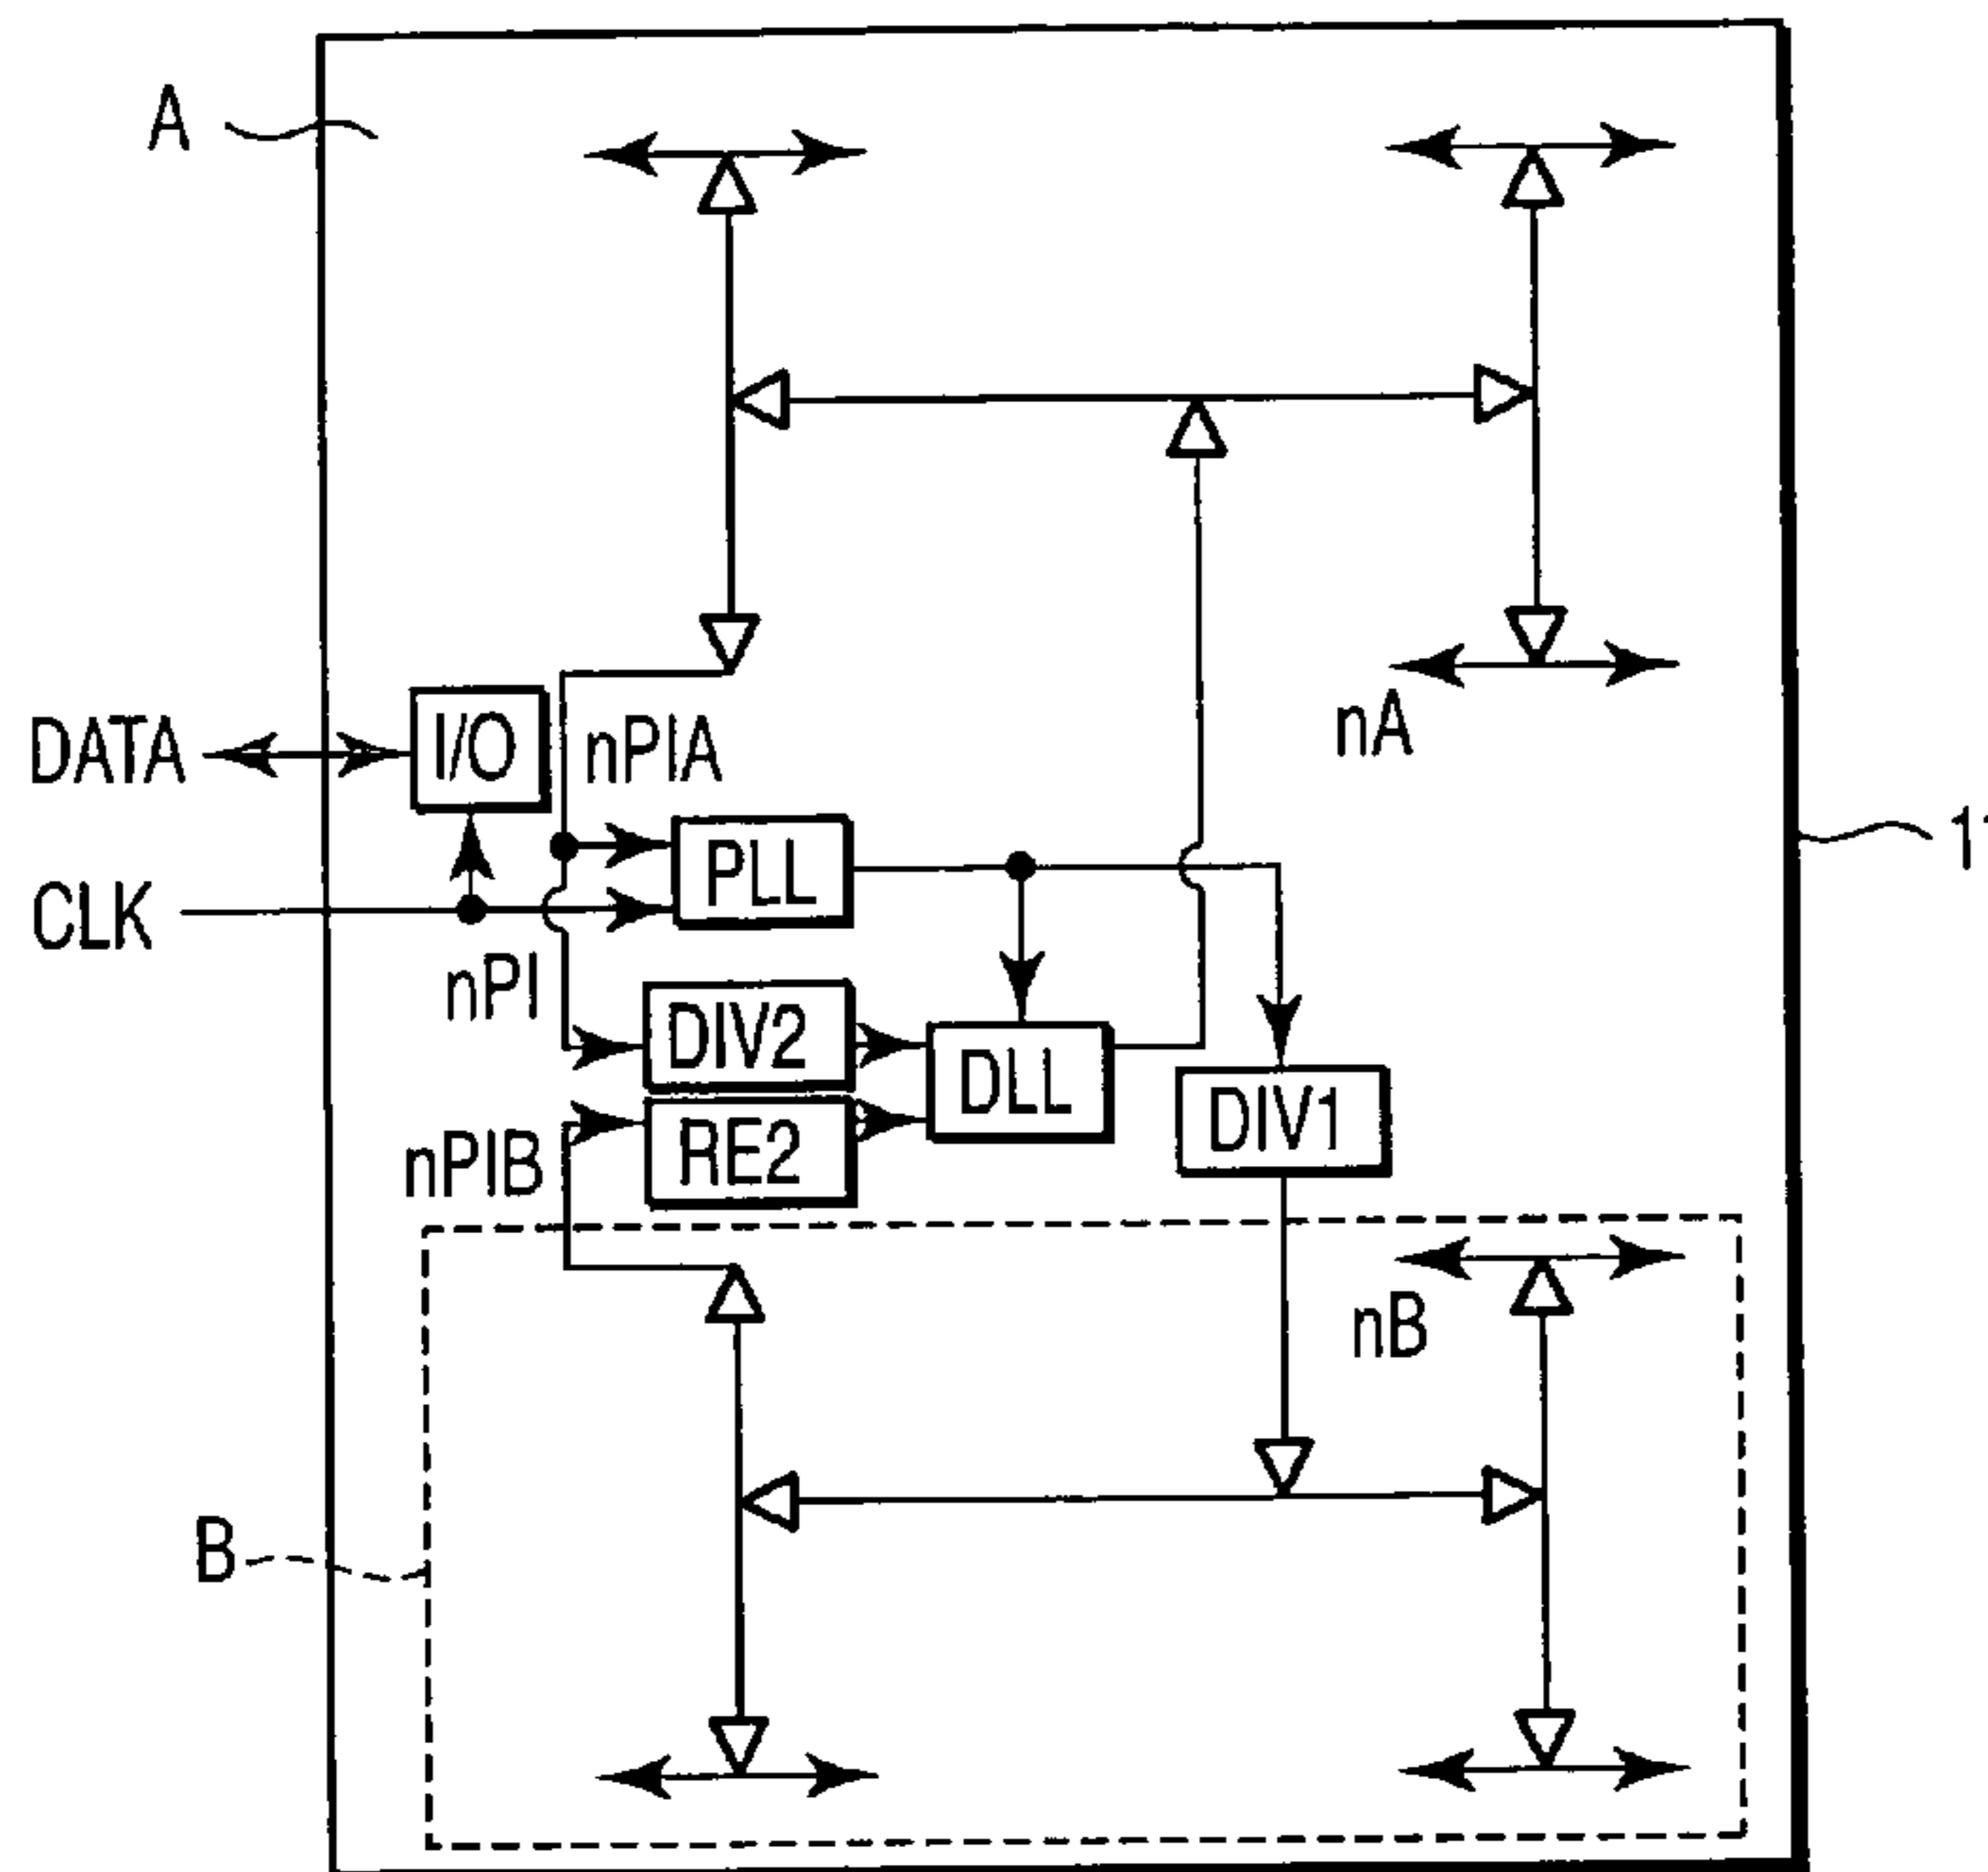 A
DATA
I/O
nPIA
nA
PLL
CLK
nPI
DIV2
DLL
DIV1
nPIB
RE2
nB
B